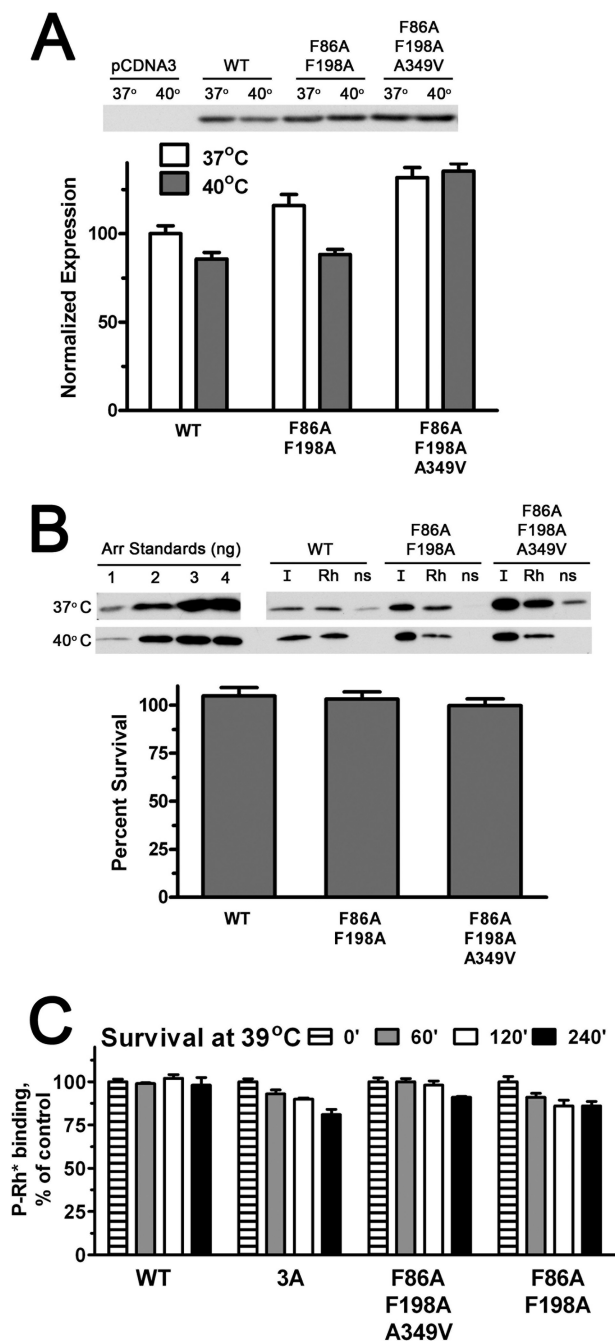 A
pCDNA3 WT F86A F198A F86A F198A A349V
37° 40° 37° 40° 37° 40° 37° 40°
37°C
40°C
Normalized Expression
100
50
0
WT
F86A
F198A
F86A
F198A
A349V
B
Arr Standards (ng) WT F86A F198A F86A F198A A349V
1 2 3 4 I Rh ns I Rh ns I Rh ns
37°C
40°C
Percent Survival
100
75
50
25
0
WT
F86A
F198A
F86A
F198A
A349V
C
Survival at 39°C 0' 60' 120' 240'
P-Rh* binding,
% of control
100
75
50
25
0
WT 3A F86A F198A A349V F86A F198A